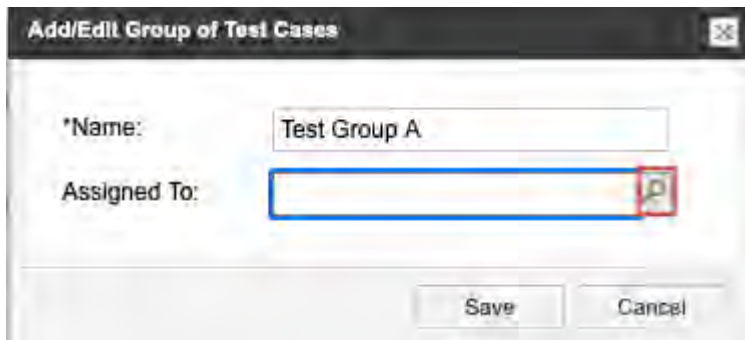 Add/Edit Group of Test Cases
*Name:
Test Group A
Assigned To:
Save
Cancel